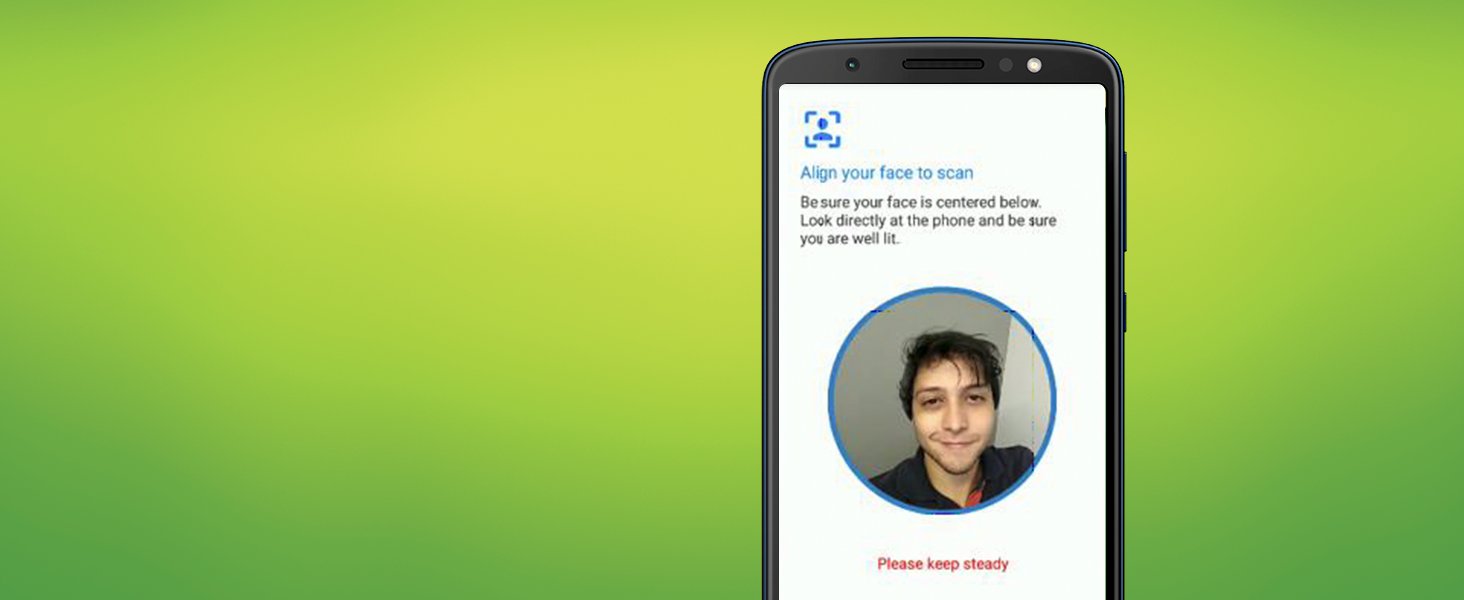 Align your face to scan
Be sure your face is centered below.
Look directly at the phone and be sure
you are well lit.
Please keep steady